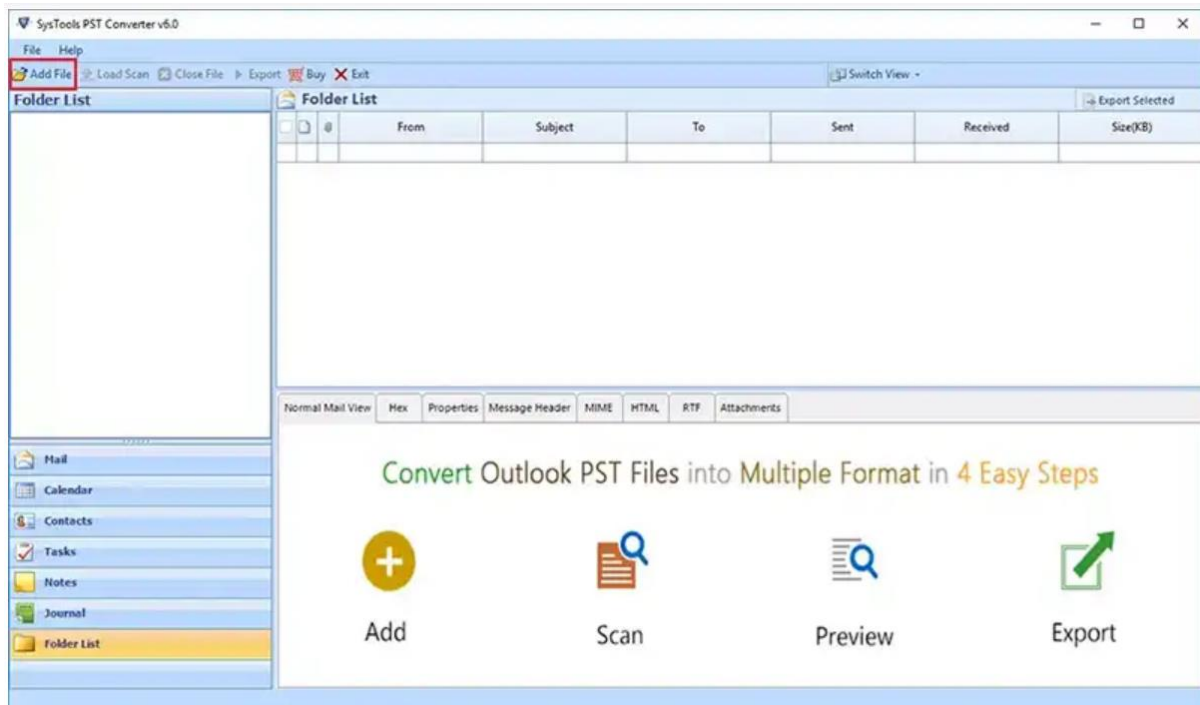 SysTools PST Converter v6.0
File Help
Add File Load Scan Close File Export Buy Exit Switch View
Folder List
Folder List Export Selected
From Subject To Sent Received Size(KB)
Normal Mail View Hex Properties Message Header MIME HTML RTF Attachments
Mail
Calendar
Contacts
Tasks
Notes
Journal
Folder List
Convert Outlook PST Files into Multiple Format in 4 Easy Steps
Add Scan Preview Export